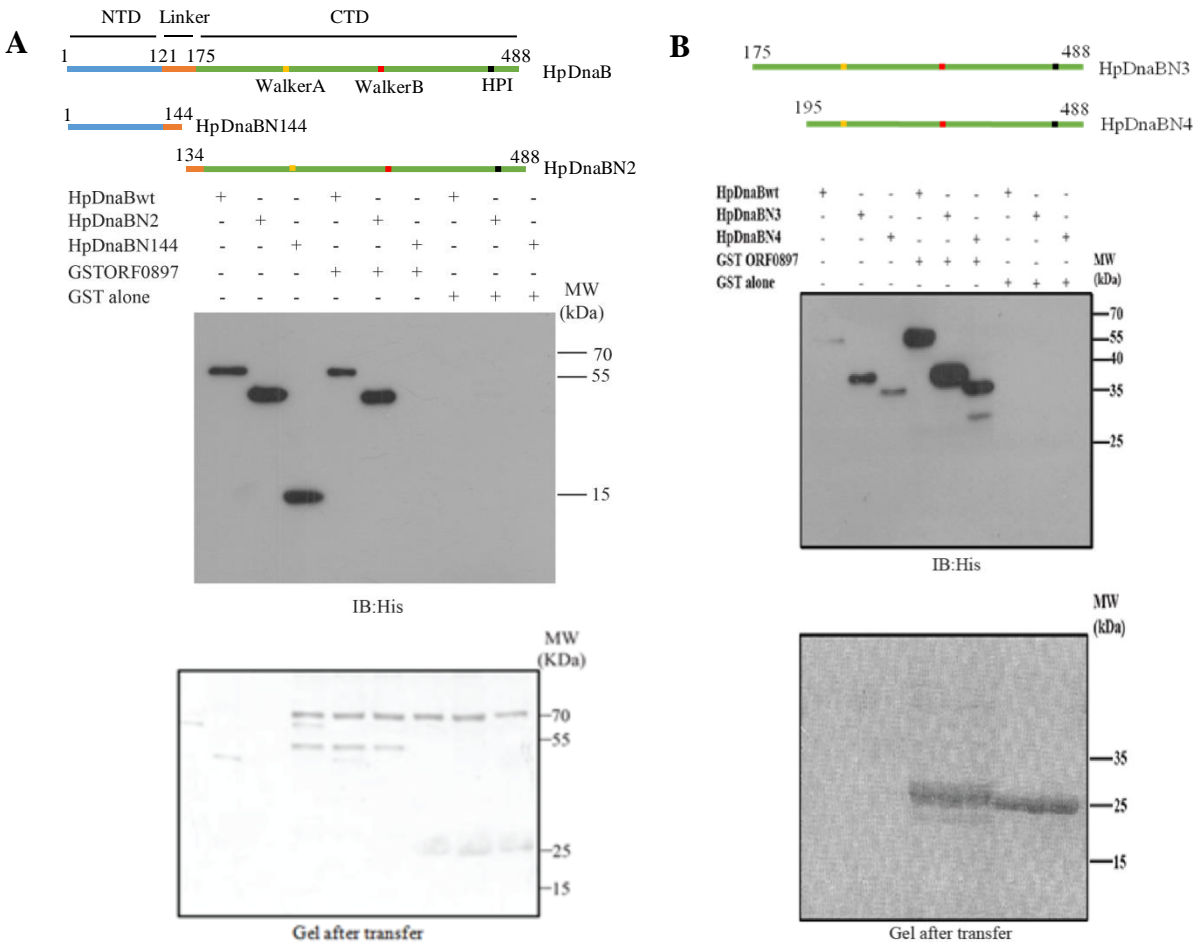 A
NTD Linker CTD
1 121 175 488
HpDnaB
WalkerA WalkerB HPI
1 144
HpDnaBN144
134 488
HpDnaBN2
HpDnaBwt + - - + - - + - -
HpDnaBN2 - + - - + - - + -
HpDnaBN144 - - + - - + - - +
GSTORF0897 - - - + + + - - -
GST alone - - - - - - + + +
MW
(kDa)
70
55
15
IB:His
MW
(KDa)
70
55
25
15
Gel after transfer
B
175 488
HpDnaBN3
195 488
HpDnaBN4
HpDnaBwt + - - + - - + - -
HpDnaBN3 - + - - + - - + -
HpDnaBN4 - - + - - + - - +
GST ORF0897 - - - + + + - - -
GST alone - - - - - - + + +
MW
(kDa)
70
55
40
35
25
IB:His
MW
(kDa)
35
25
15
Gel after transfer